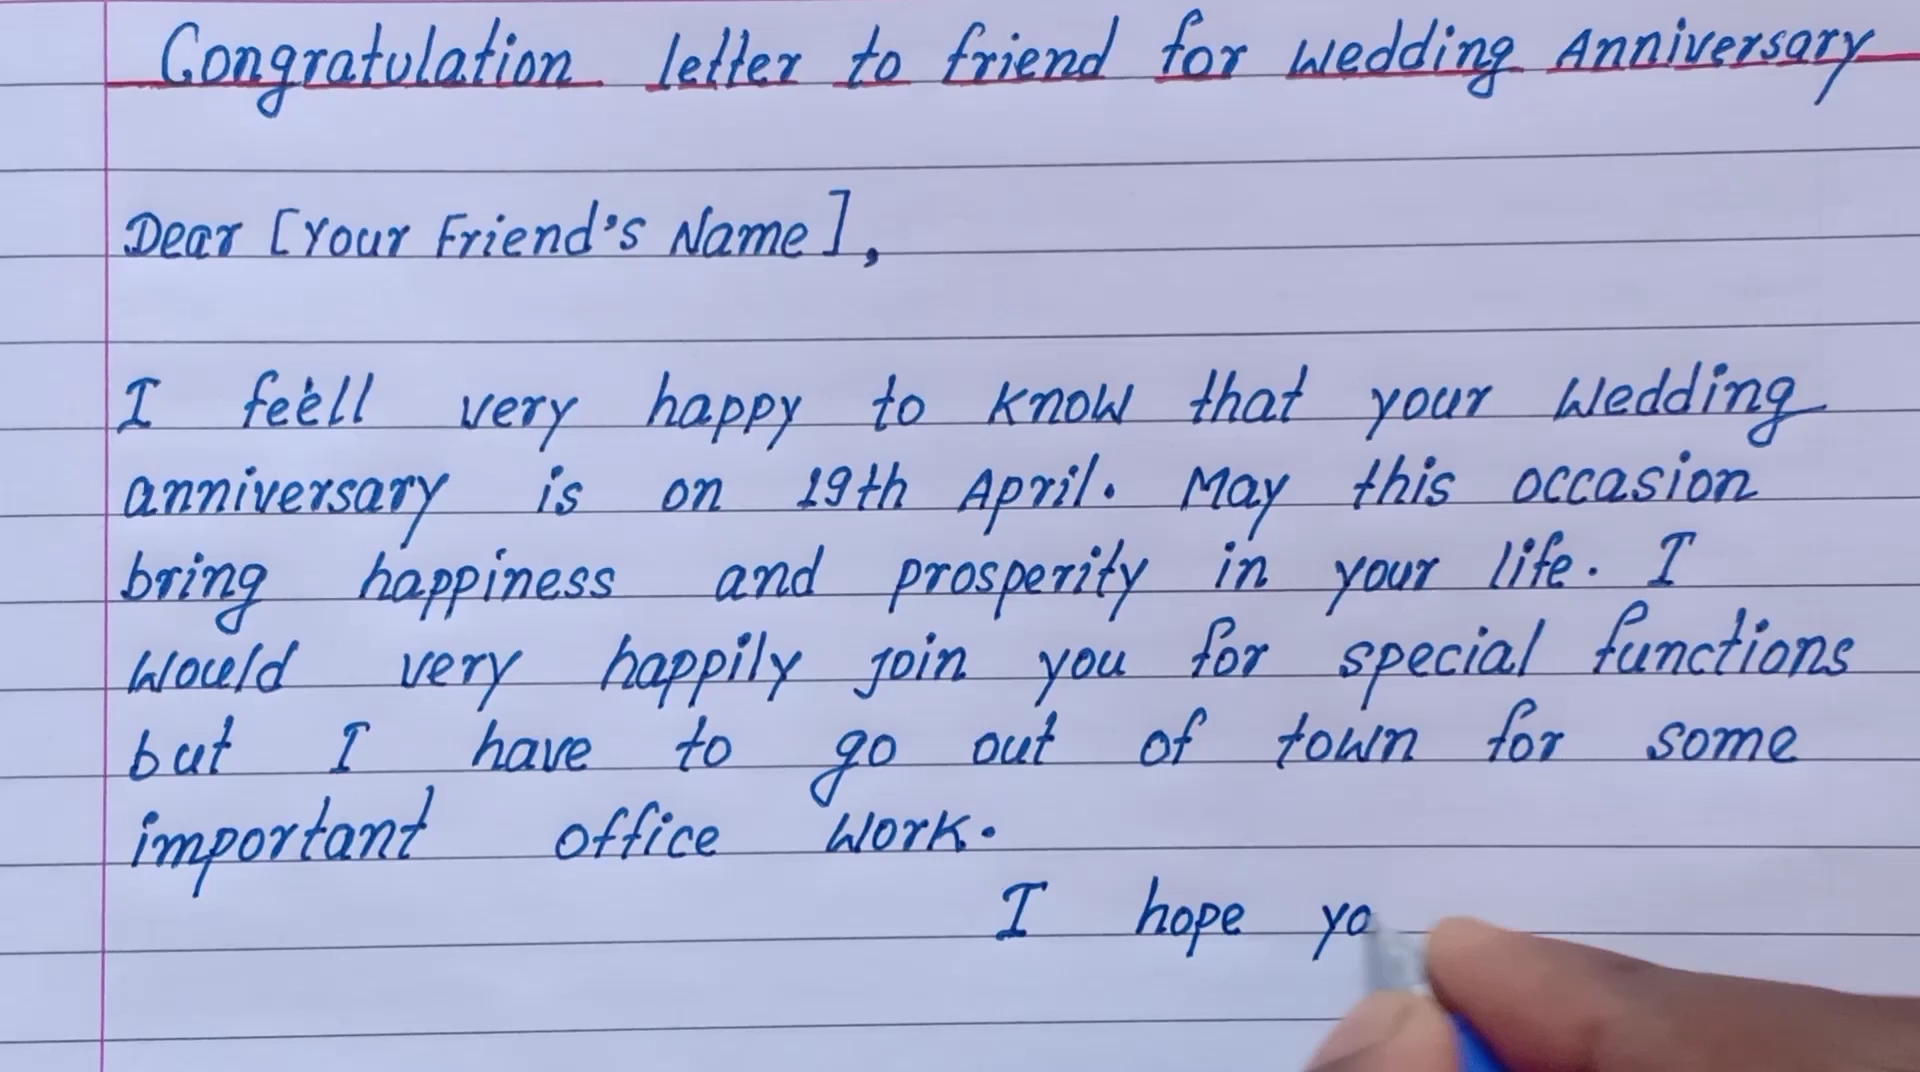 Congratulation letter to friend for wedding Anniversary
Dear [Your Friend's Name],
I feell very happy to know that your wedding
anniversary is on 19th April. May this occasion
bring happiness and prosperity in your life. I
would very happily join you for special functions
but I have to go out of town for some
important office work.
I hope yo